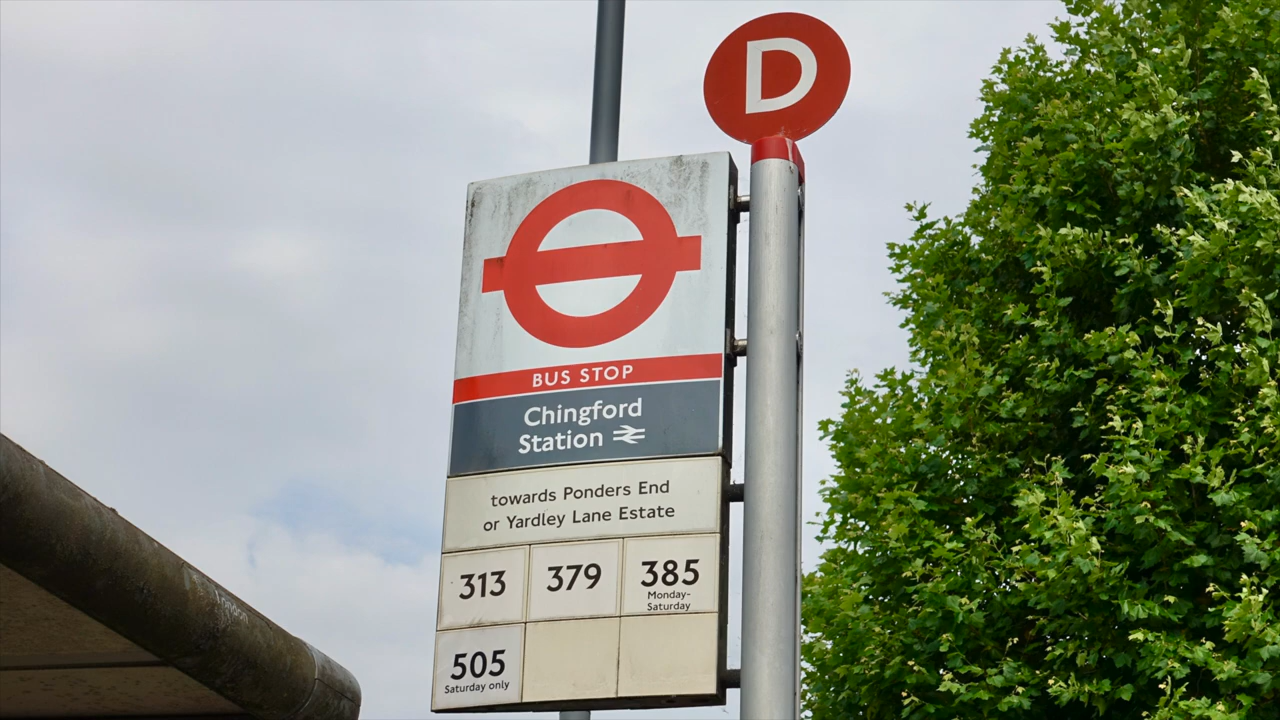 D
BUS STOP
Chingford
Station
towards Ponders End
or Yardley Lane Estate
313 379 385
Monday-
Saturday
505
Saturday only